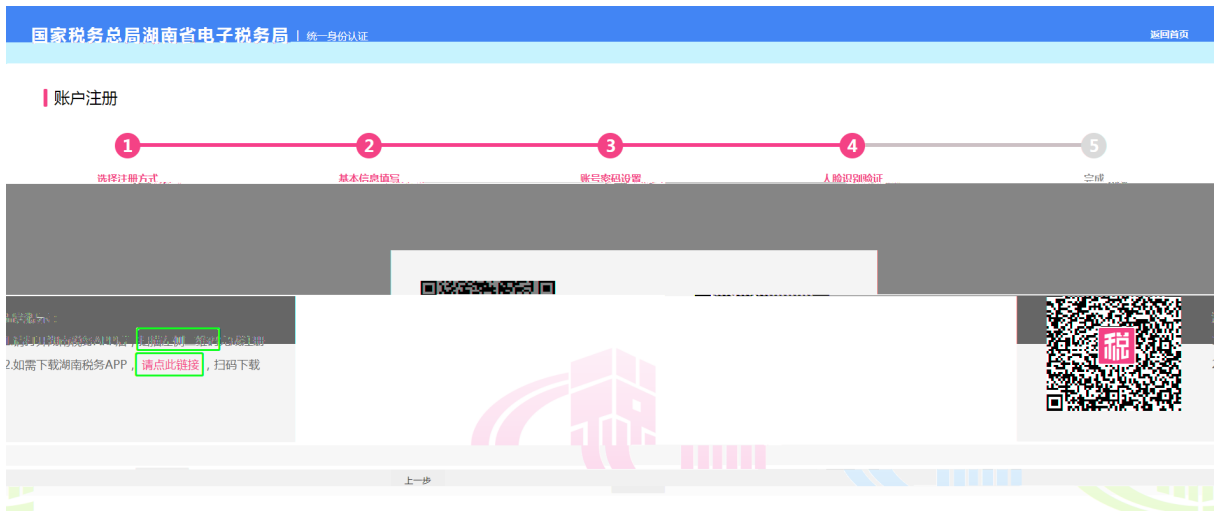 国家税务总局湖南省电子税务局 | 统一身份认证
返回首页
账户注册
1 2 3 4 5
选择注册方式 基本信息填写 账号密码设置 人脸识别验证 完成
税
2.如需下载湖南税务APP，请点此链接，扫码下载
上一步